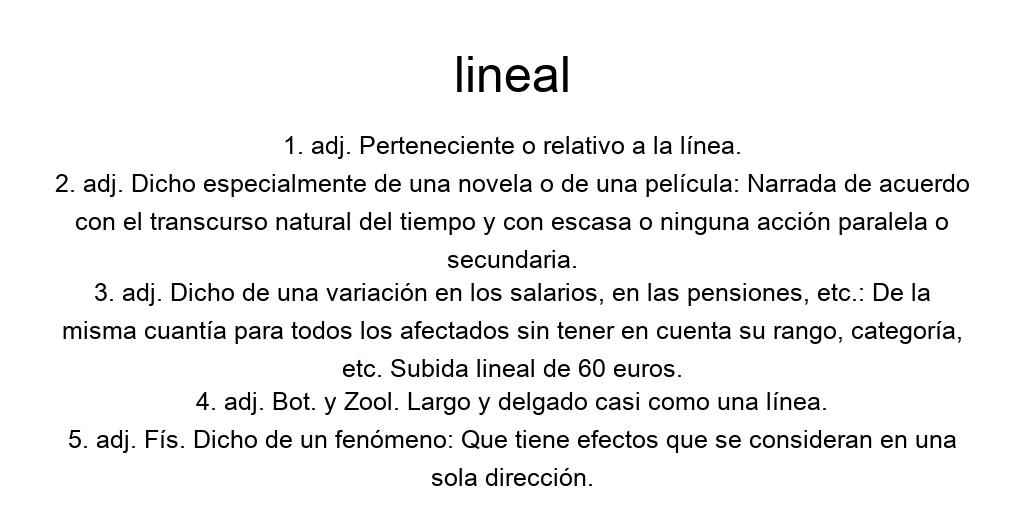 lineal
1. adj. Perteneciente o relativo a la línea.
2. adj. Dicho especialmente de una novela o de una película: Narrada de acuerdo
con el transcurso natural del tiempo y con escasa o ninguna acción paralela o
secundaria.
3. adj. Dicho de una variación en los salarios, en las pensiones, etc.: De la
misma cuantía para todos los afectados sin tener en cuenta su rango, categoría,
etc. Subida lineal de 60 euros.
4. adj. Bot. y Zool. Largo y delgado casi como una línea.
5. adj. Fís. Dicho de un fenómeno: Que tiene efectos que se consideran en una
sola dirección.